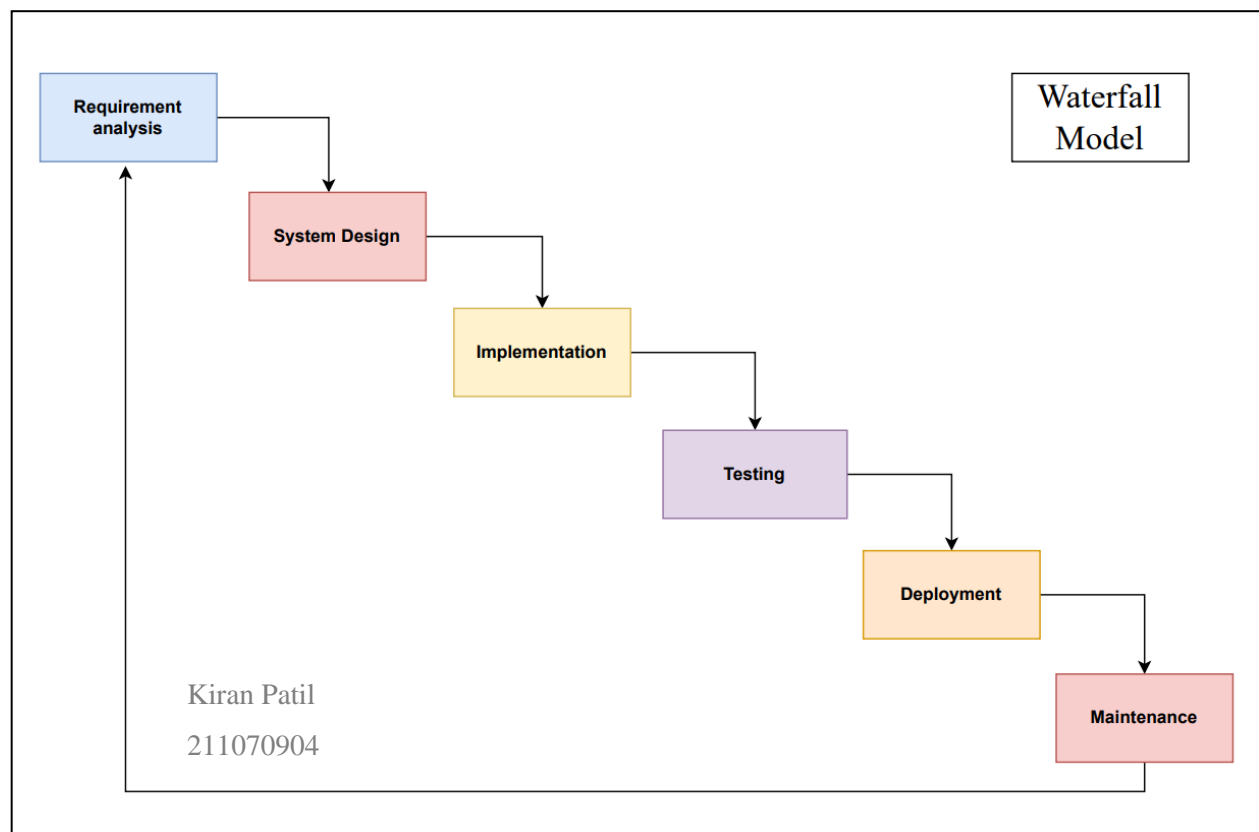 Requirement
analysis
Waterfall
Model
System Design
Implementation
Testing
Deployment
Kiran Patil
211070904
Maintenance